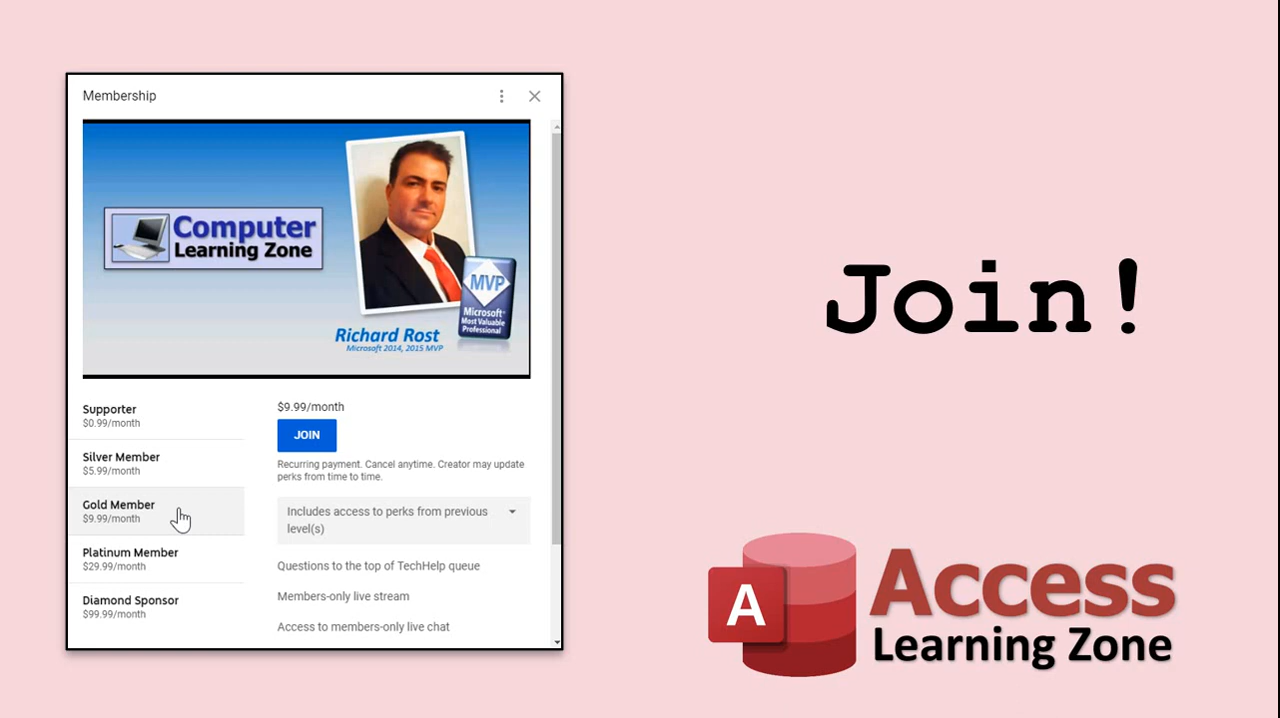 Membership
Computer
Learning Zone
MVP
Microsoft®
Most Valuable
Professional
Richard Rost
Microsoft 2014, 2015 MVP
Supporter
$0.99/month
Silver Member
$5.99/month
Gold Member
$9.99/month
Platinum Member
$29.99/month
Diamond Sponsor
$99.99/month
$9.99/month
JOIN
Recurring payment. Cancel anytime. Creator may update
perks from time to time.
Includes access to perks from previous
level(s)
Questions to the top of TechHelp queue
Members-only live stream
Access to members-only live chat
Join!
A
Access
Learning Zone